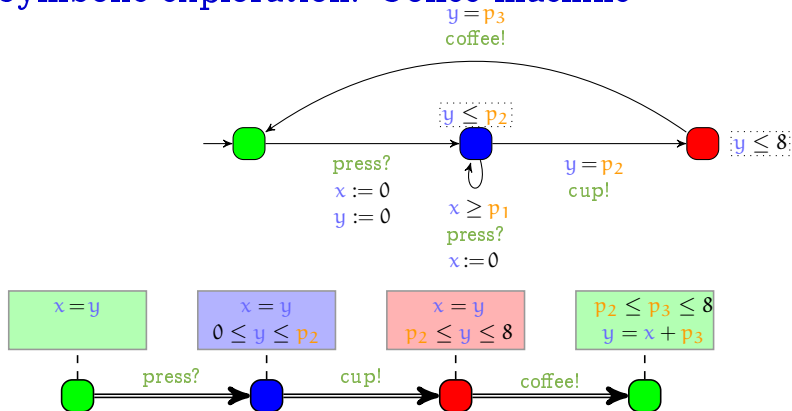 symbolic exploration: Coffee machine
y = p₃
coffee!
y ≤ p₂
y ≤ 8
press?
x := 0
y := 0
y = p₂
cup!
x ≥ p₁
press?
x := 0
x = y
x = y
0 ≤ y ≤ p₂
x = y
p₂ ≤ y ≤ 8
p₂ ≤ p₃ ≤ 8
y = x + p₃
press?
cup!
coffee!